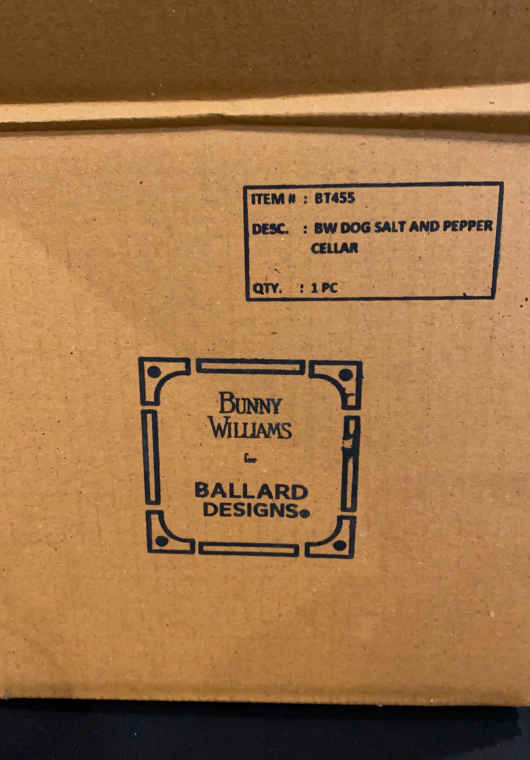 ITEM # : BT455
DESC. : BW DOG SALT AND PEPPER
CELLAR
QTY. : 1 PC
BUNNY
WILLIAMS
for
BALLARD
DESIGNS®